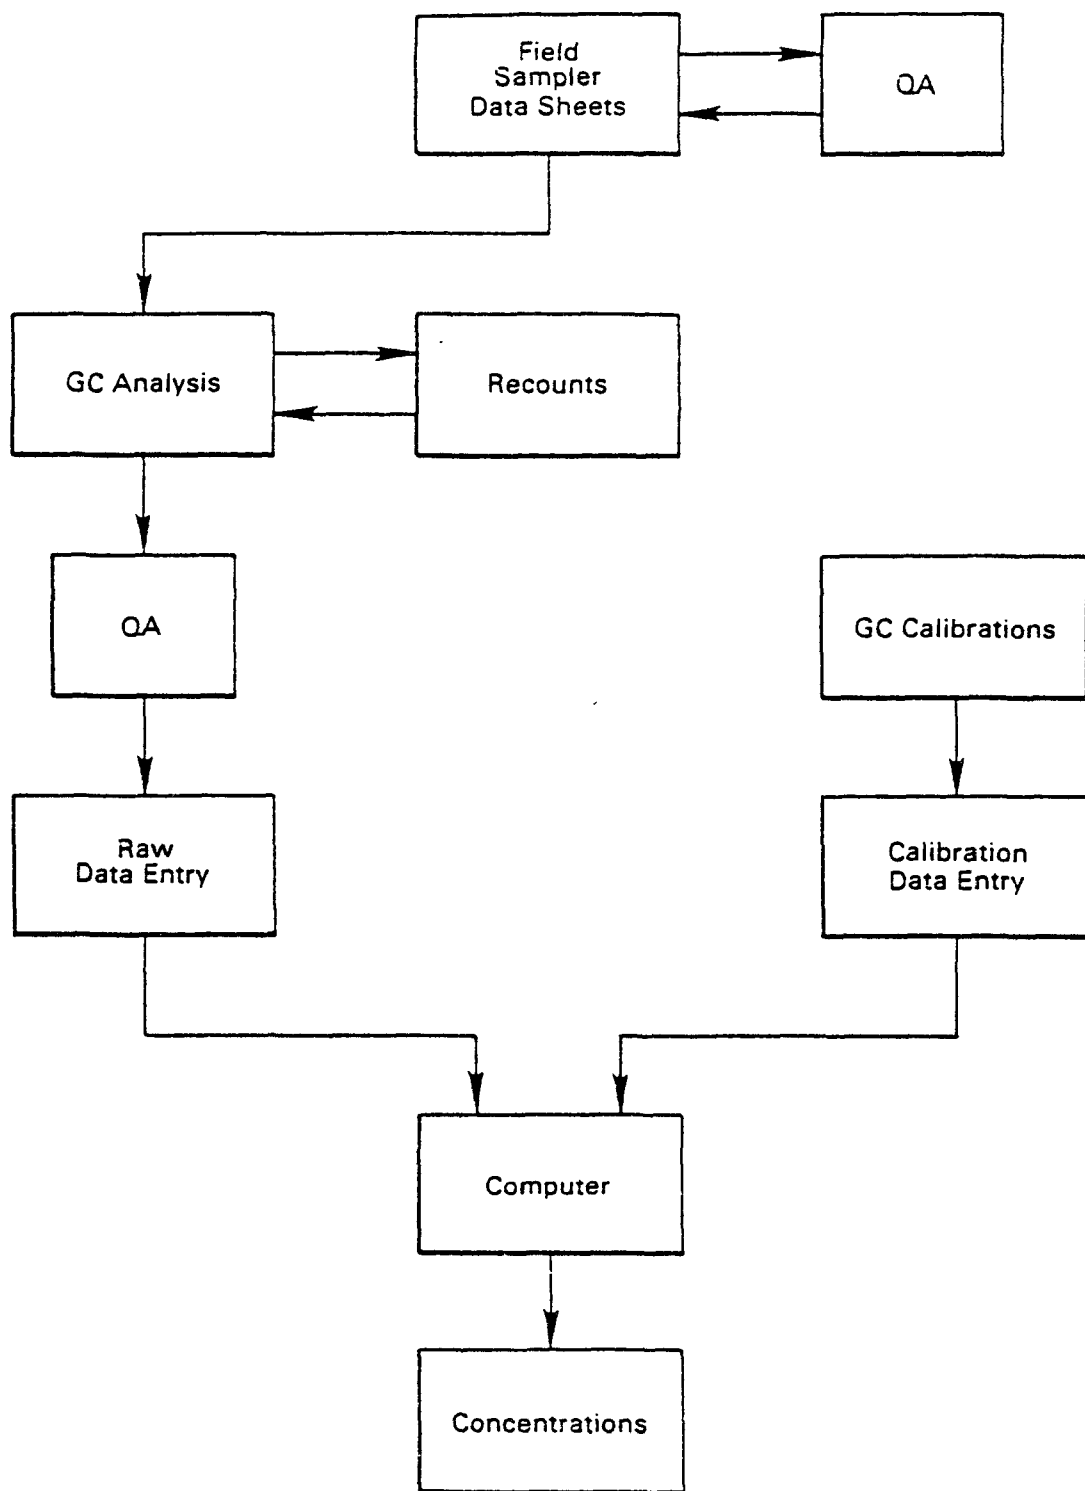 Field
Sampler
Data Sheets
QA
GC Analysis
Recounts
QA
GC Calibrations
Raw
Data Entry
Calibration
Data Entry
Computer
Concentrations